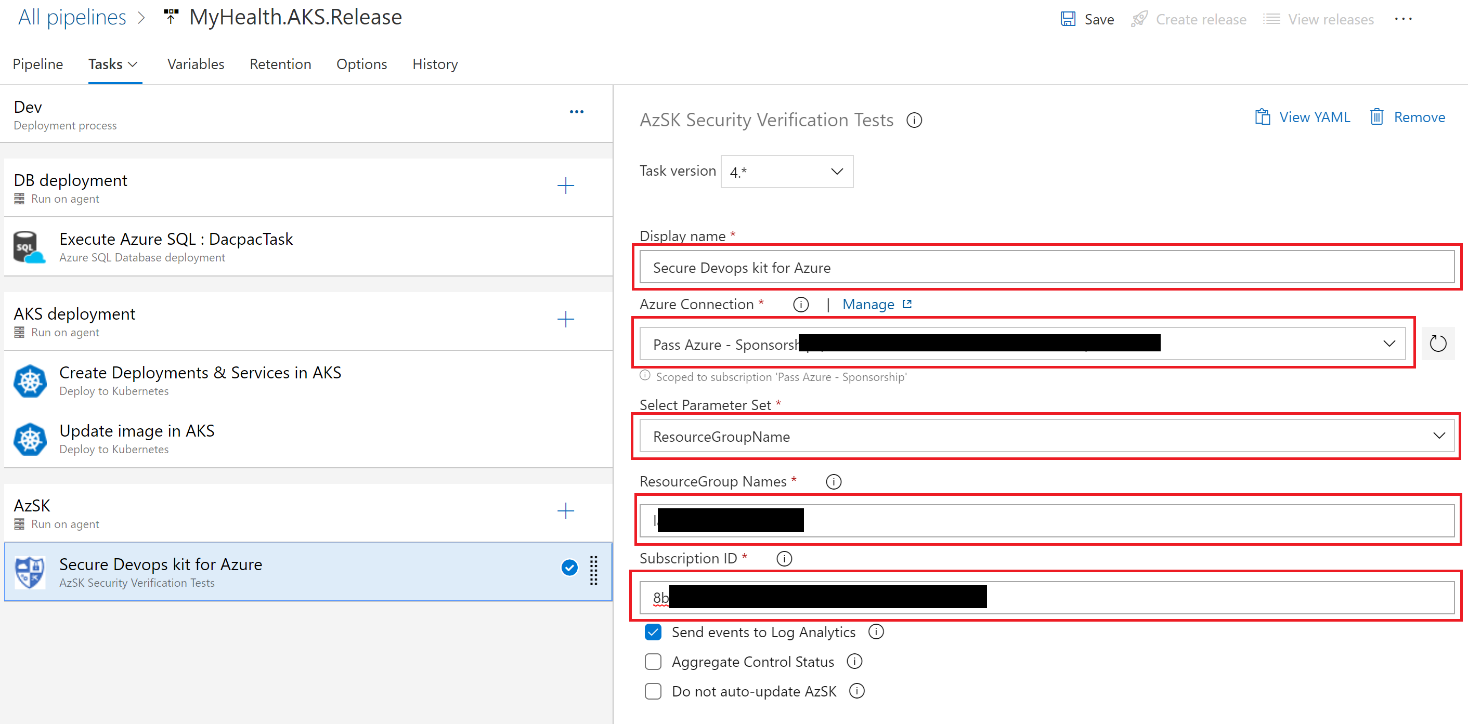 All pipelines > MyHealth.AKS.Release
Save Create release View releases
Pipeline Tasks Variables Retention Options History
Dev
Deployment process
DB deployment
Run on agent
SQL
Execute Azure SQL : DacpacTask
Azure SQL Database deployment
AKS deployment
Run on agent
Create Deployments & Services in AKS
Deploy to Kubernetes
Update image in AKS
Deploy to Kubernetes
AzSK
Run on agent
Secure Devops kit for Azure
AzSK Security Verification Tests
AzSK Security Verification Tests
View YAML Remove
Task version 4.*
Display name *
Secure Devops kit for Azure
Azure Connection * | Manage
Pass Azure - Sponsorsh
Scoped to subscription 'Pass Azure - Sponsorship'
Select Parameter Set *
ResourceGroupName
ResourceGroup Names *
Subscription ID *
8b
Send events to Log Analytics
Aggregate Control Status
Do not auto-update AzSK